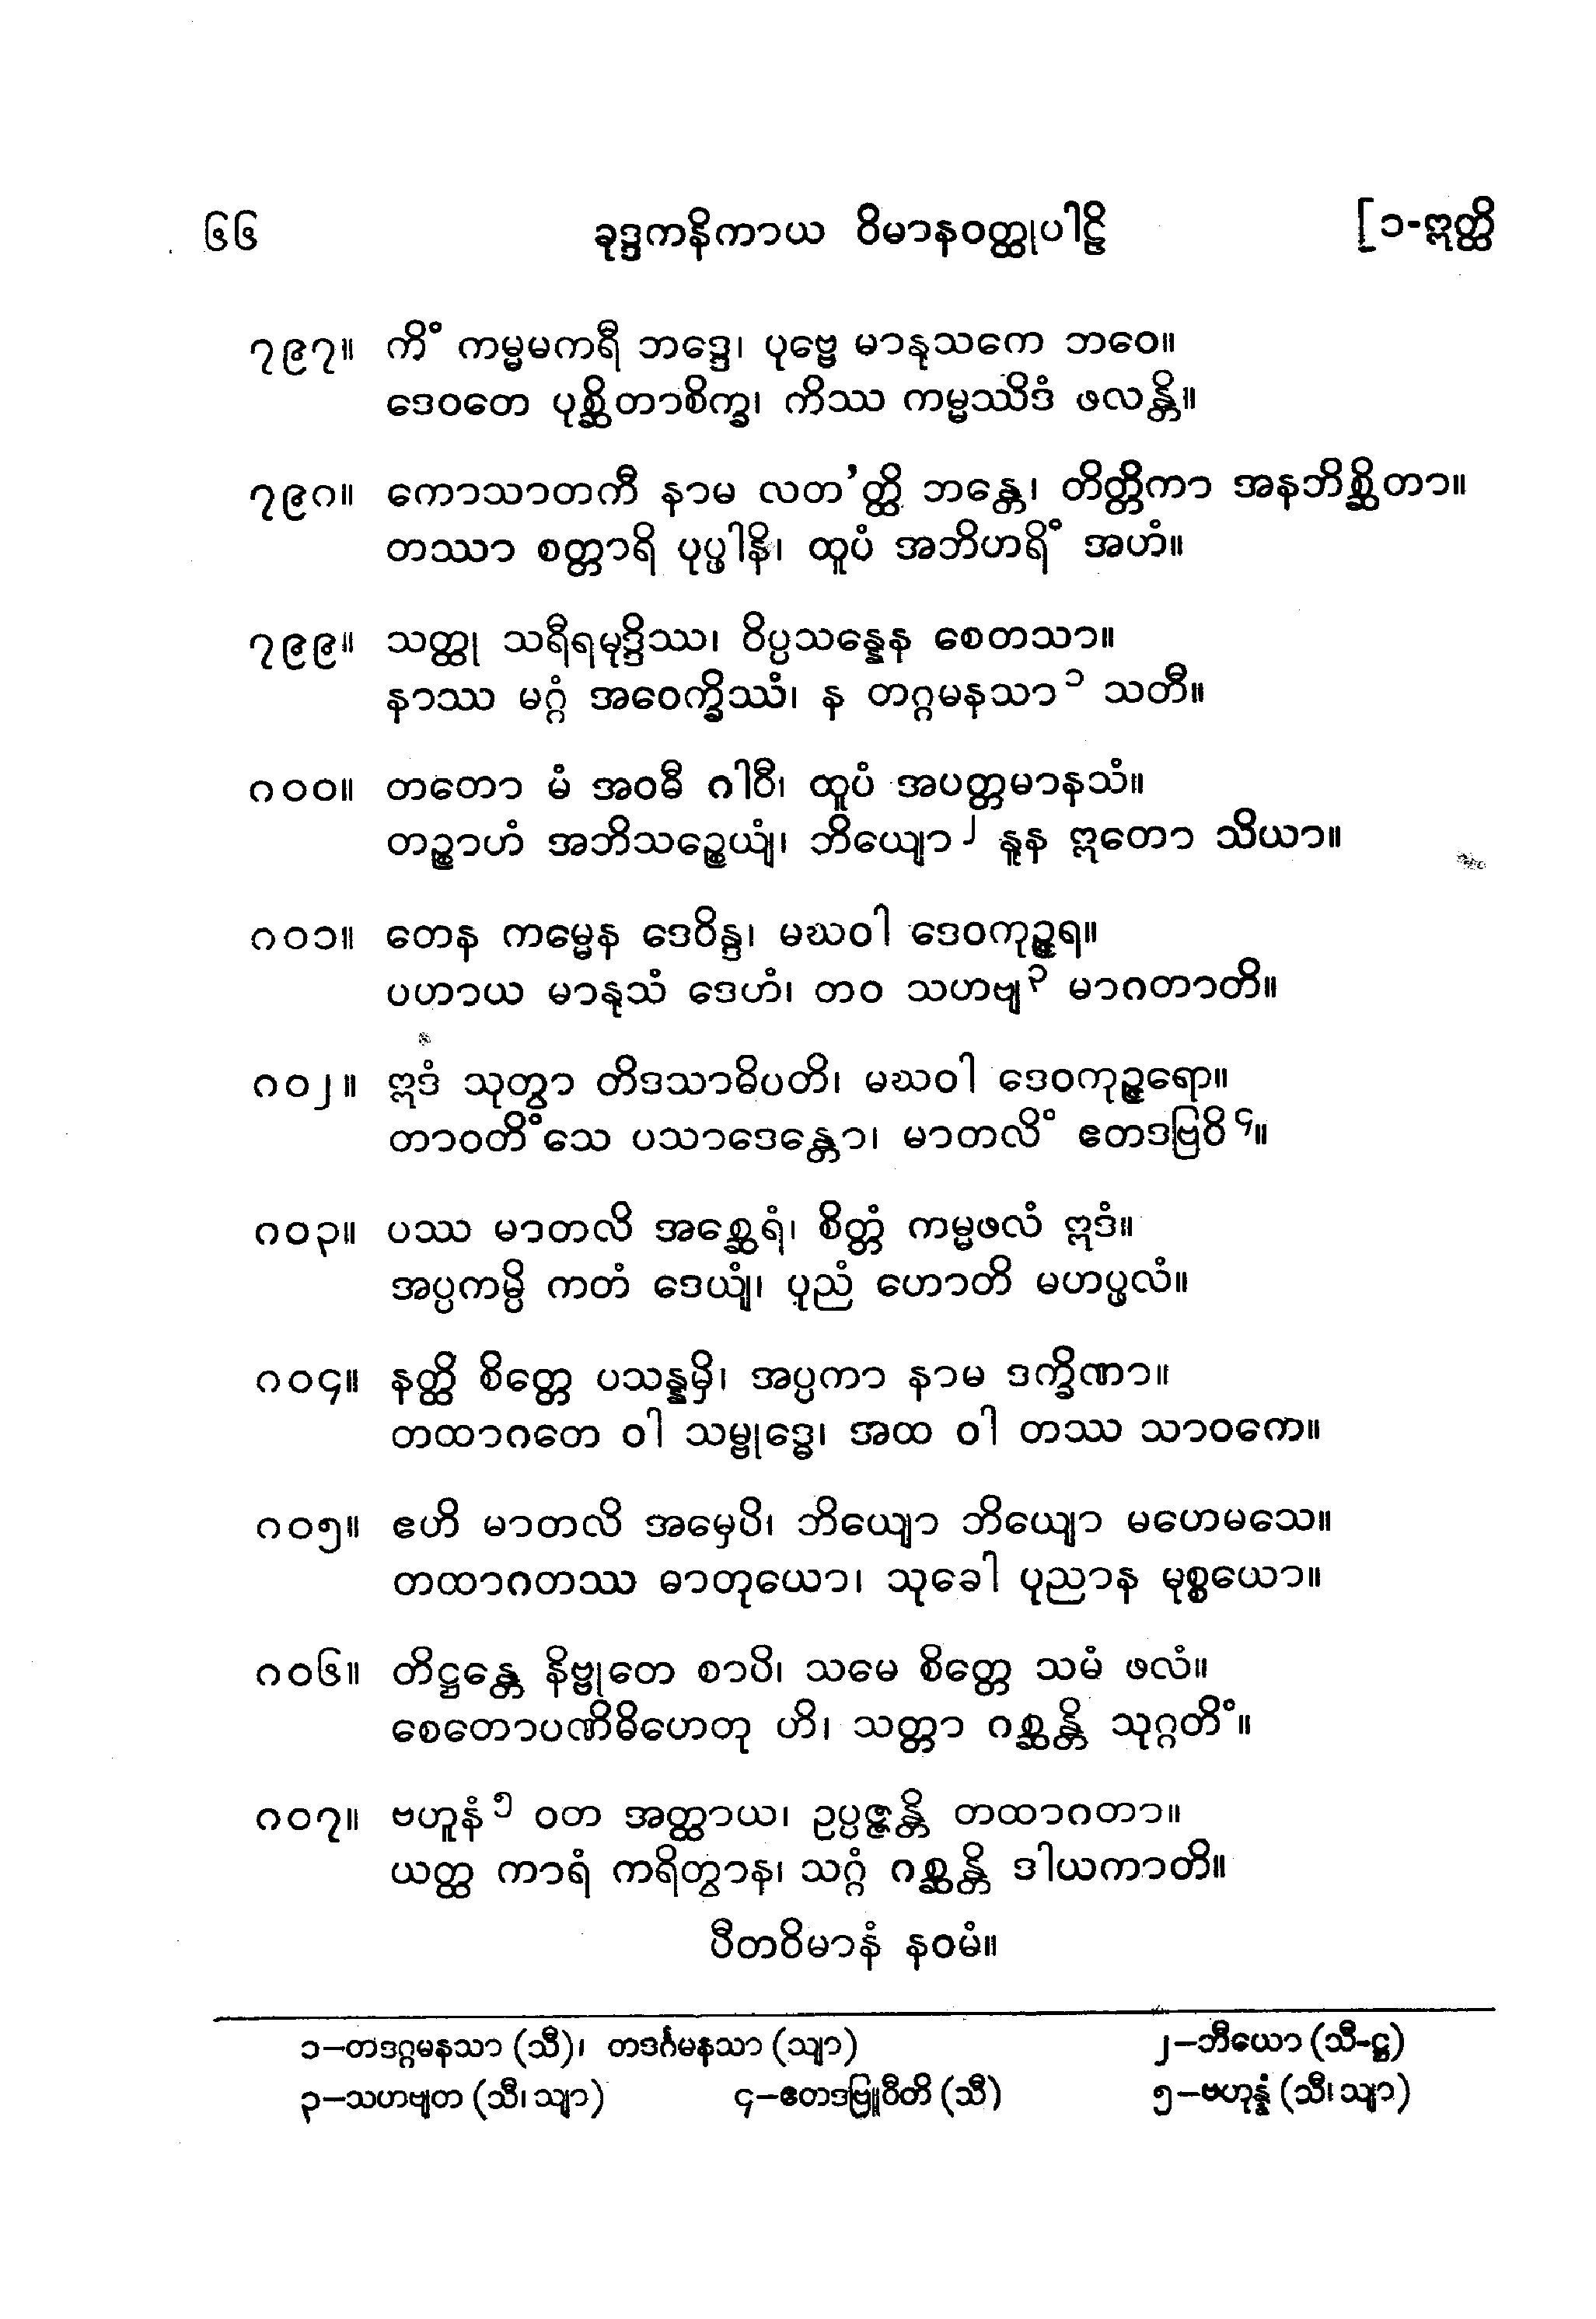 ၆၆ ခုဒ္ဒကနိကာယ ဝိမာနဝတ္ထုပါဠိ [၁-ဣတ္ထိ
၇၉၇။ ကိံ ကမ္မမကရီ ဘဒ္ဒေ၊ ပုဗ္ဗေ မာနုသကေ ဘဝေ။
ဒေဝတေ ပုစ္ဆိတာစိက္ခ၊ ကိဿ ကမ္မဿိဒံ ဖလန္တိ။
၇၉၈။ ကောသာတကီ နာမ လတ’တ္ထိ ဘန္တေ၊ တိတ္တိကာ အနဘိစ္ဆိတာ။
တဿာ စတ္တာရိ ပုပ္ဖါနိ၊ ထူပံ အဘိဟရိံ အဟံ။
၇၉၉။ သတ္ထု သရီရမုဒ္ဒိဿ၊ ဝိပ္ပသန္နေန စေတသာ။
နာဿ မဂ္ဂံ အဝေက္ခိဿံ၊ န တဂ္ဂမနသာ ၁ သတီ။
၈၀၀။ တတော မံ အဝဓီ ဂါဝီ၊ ထူပံ အပတ္တမာနသံ။
တဉ္စာဟံ အဘိသဉ္စေယျံ၊ ဘိယျော ၂ နူန ဣတော သိယာ။
၈၀၁။ တေန ကမ္မေန ဒေဝိန္ဒ၊ မဃဝါ ဒေဝကုဉ္ဇရ။
ပဟာယ မာနုသံ ဒေဟံ၊ တဝ သဟဗျ ၃ မာဂတာတိ။
၈၀၂။ ဣဒံ သုတွာ တိဒသာဓိပတိ၊ မဃဝါ ဒေဝကုဉ္ဇရော။
တာဝတိံသေ ပသာဒေန္တော၊ မာတလိံ ဧတဒဗြဝိ ၄။
၈၀၃။ ပဿ မာတလိ အစ္ဆေရံ၊ စိတ္တံ ကမ္မဖလံ ဣဒံ။
အပ္ပကမ္ပိ ကတံ ဒေယျံ၊ ပုညံ ဟောတိ မဟပ္ဖလံ။
၈၀၄။ နတ္ထိ စိတ္တေ ပသန္နမှိ၊ အပ္ပကာ နာမ ဒက္ခိဏာ။
တထာဂတေ ဝါ သမ္ဗုဒ္ဓေ၊ အထ ဝါ တဿ သာဝကေ။
၈၀၅။ ဧဟိ မာတလိ အမှေပိ၊ ဘိယျော ဘိယျော မဟေမသေ။
တထာဂတဿ ဓာတုယော၊ သုခေါ ပုညာန မုစ္စယော။
၈၀၆။ တိဋ္ဌန္တေ နိဗ္ဗုတေ စာပိ၊ သမေ စိတ္တေ သမံ ဖလံ။
စေတောပဏိဓိဟေတု ဟိ၊ သတ္တာ ဂစ္ဆန္တိ သုဂ္ဂတိံ။
၈၀၇။ ဗဟူနံ ၅ ဝတ အတ္ထာယ၊ ဥပ္ပဇ္ဇန္တိ တထာဂတာ။
ယတ္ထ ကာရံ ကရိတွာန၊ သဂ္ဂံ ဂစ္ဆန္တိ ဒါယကာတိ။
ပီတဝိမာနံ နဝမံ။
၁–တဒဂ္ဂမနသာ (သီ)၊ တဒင်္ဂမနသာ (သျာ) ၂–ဘီယော (သီ-ဋ္ဌ)
၃–သဟဗျတ (သီ၊ သျာ) ၄–ဧတဒဗြူဝီတိ (သီ) ၅–ဗဟုန္နံ (သီ၊ သျာ)